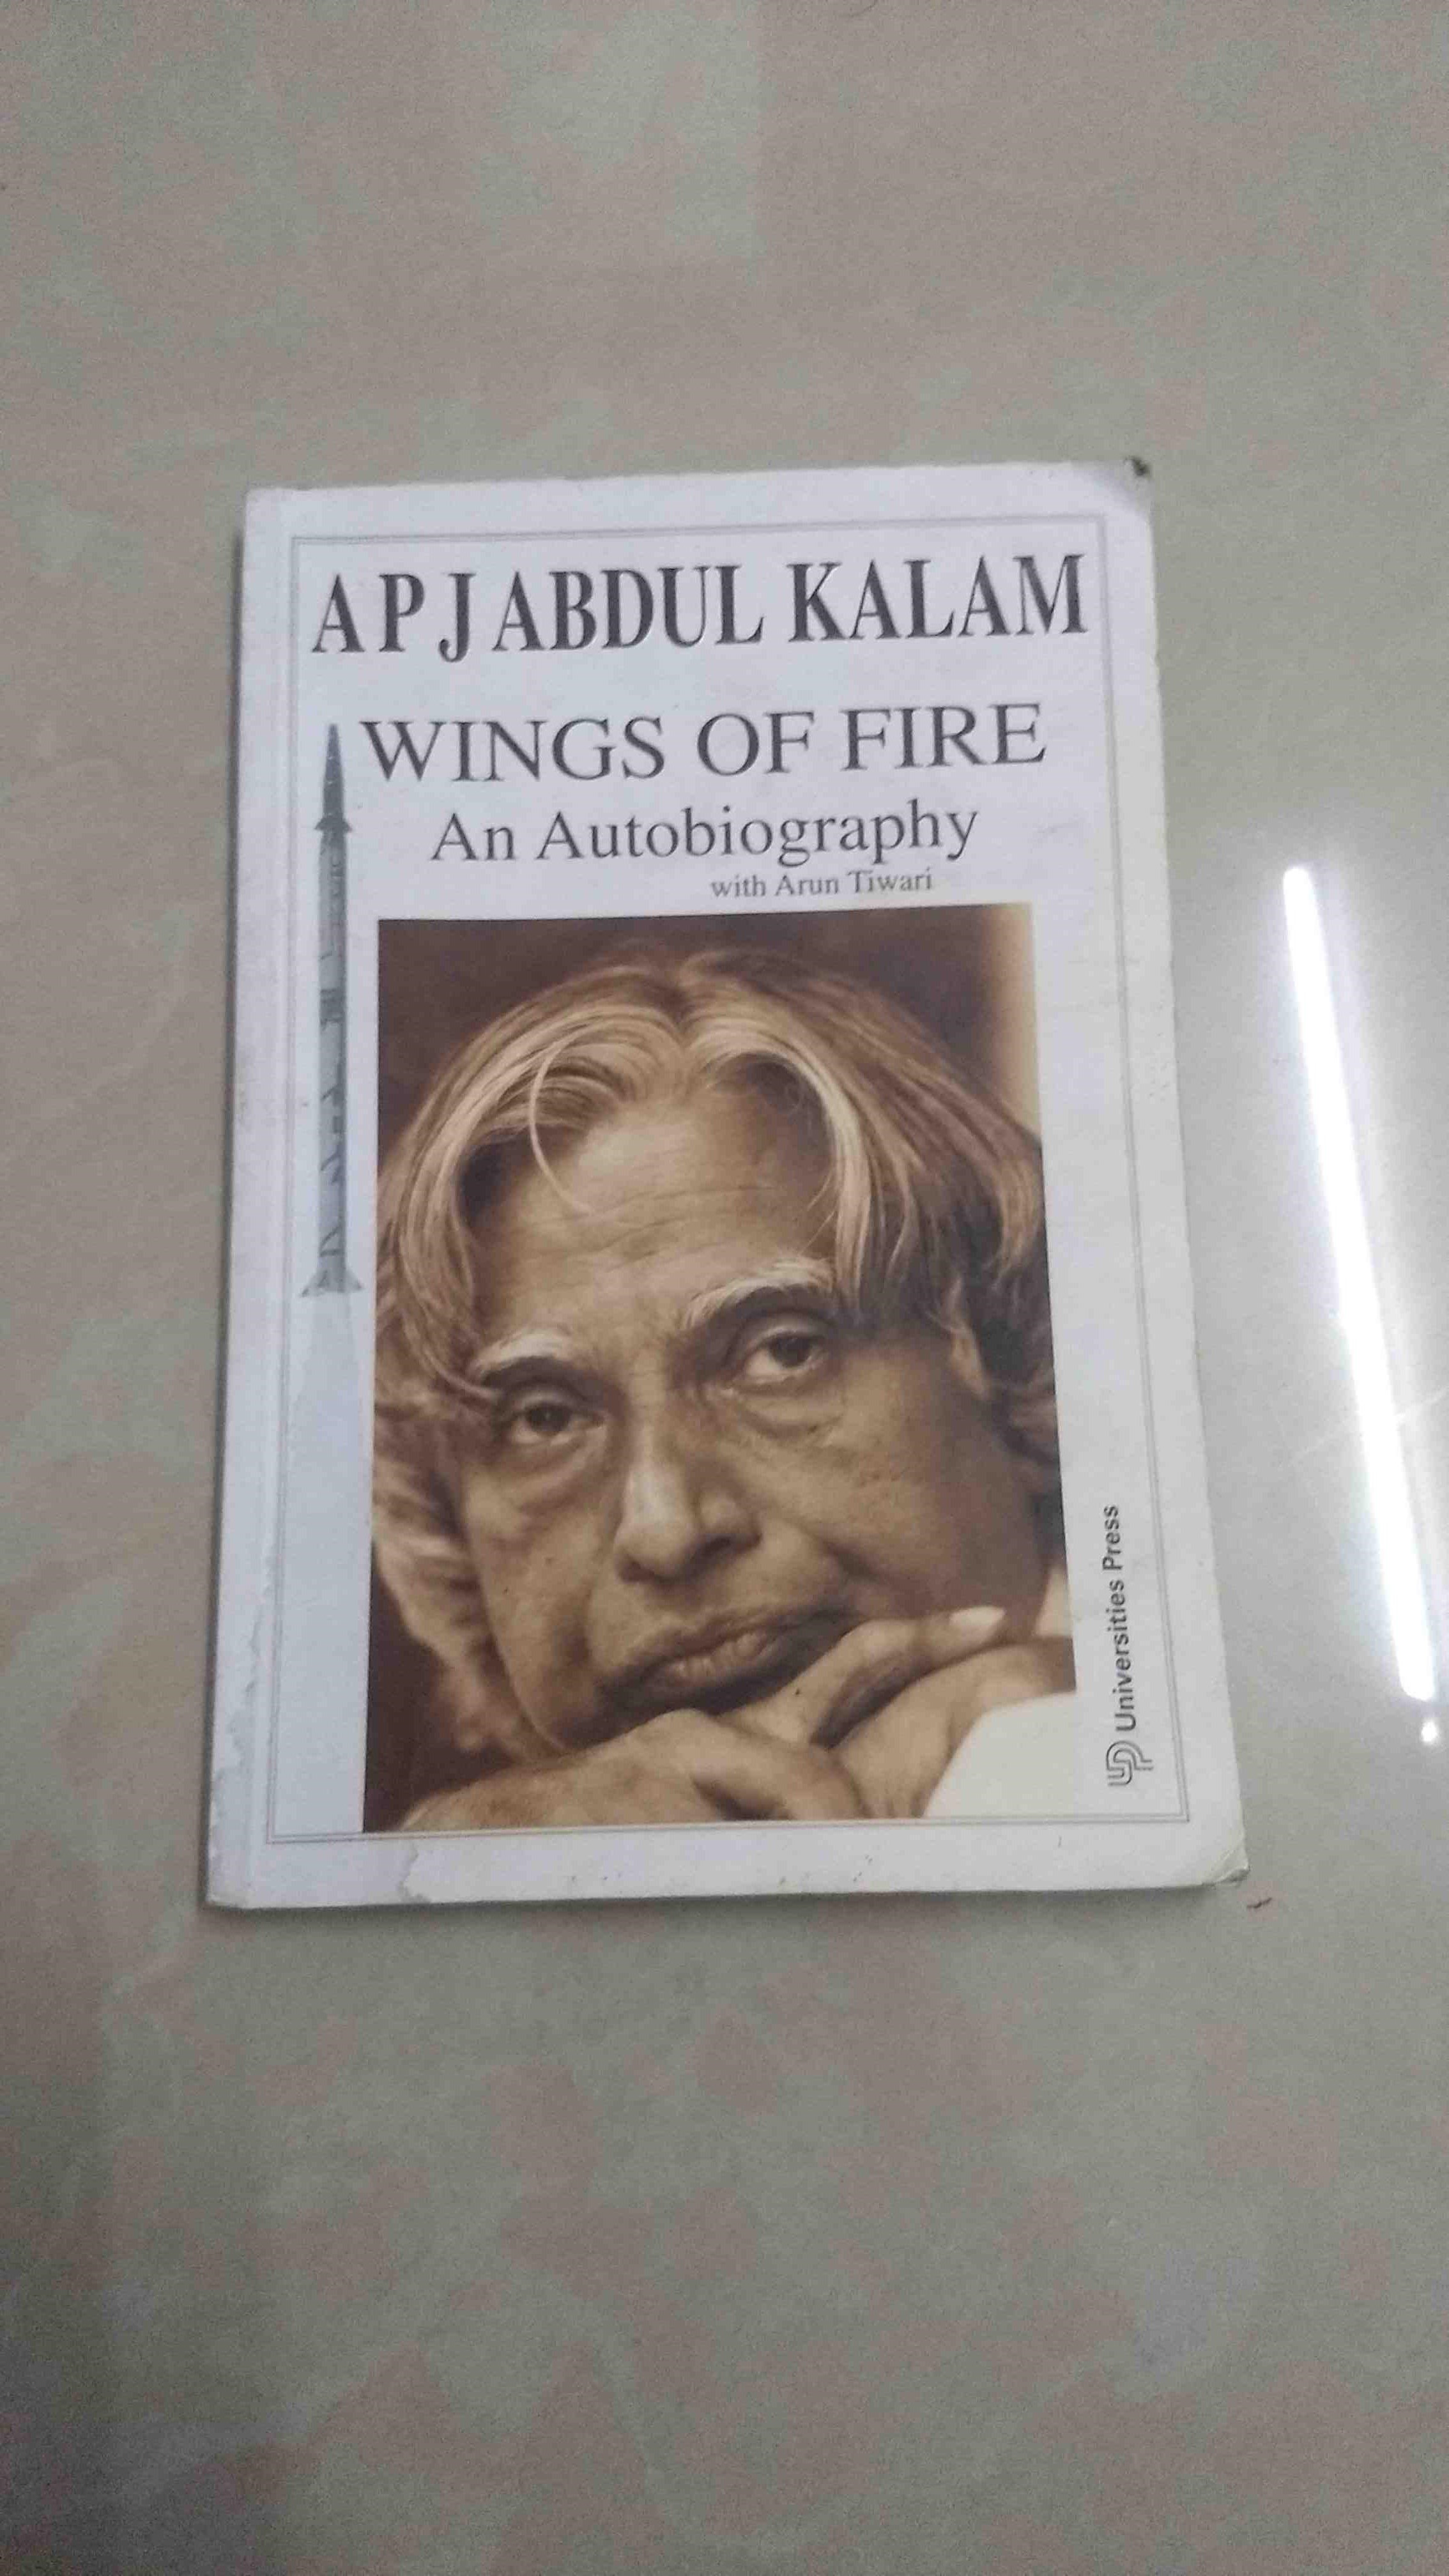 A P J ABDUL KALAM
WINGS OF FIRE
An Autobiography
with Arun Tiwari
Universities Press